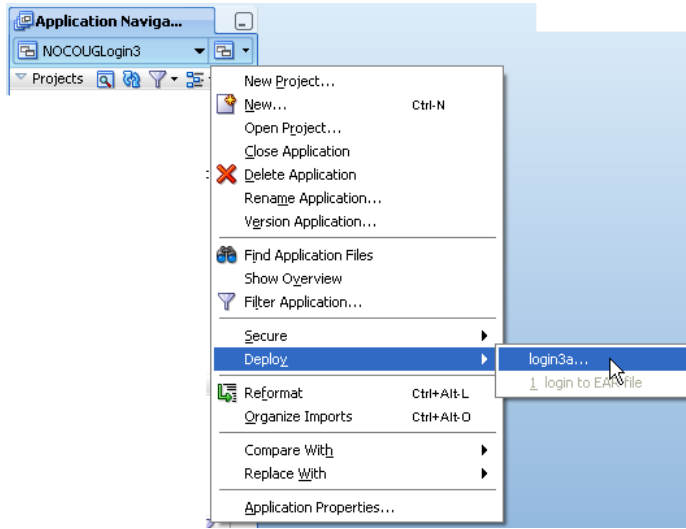 Application Naviga...
NOCOUGLogin3
Projects
New Project...
New... Ctrl-N
Open Project...
Close Application
Delete Application
Rename Application...
Version Application...
Find Application Files
Show Overview
Filter Application...
Secure
Deploy
login3a...
1 login to EAR file
Reformat Ctrl+Alt-L
Organize Imports Ctrl+Alt-O
Compare With
Replace With
Application Properties...